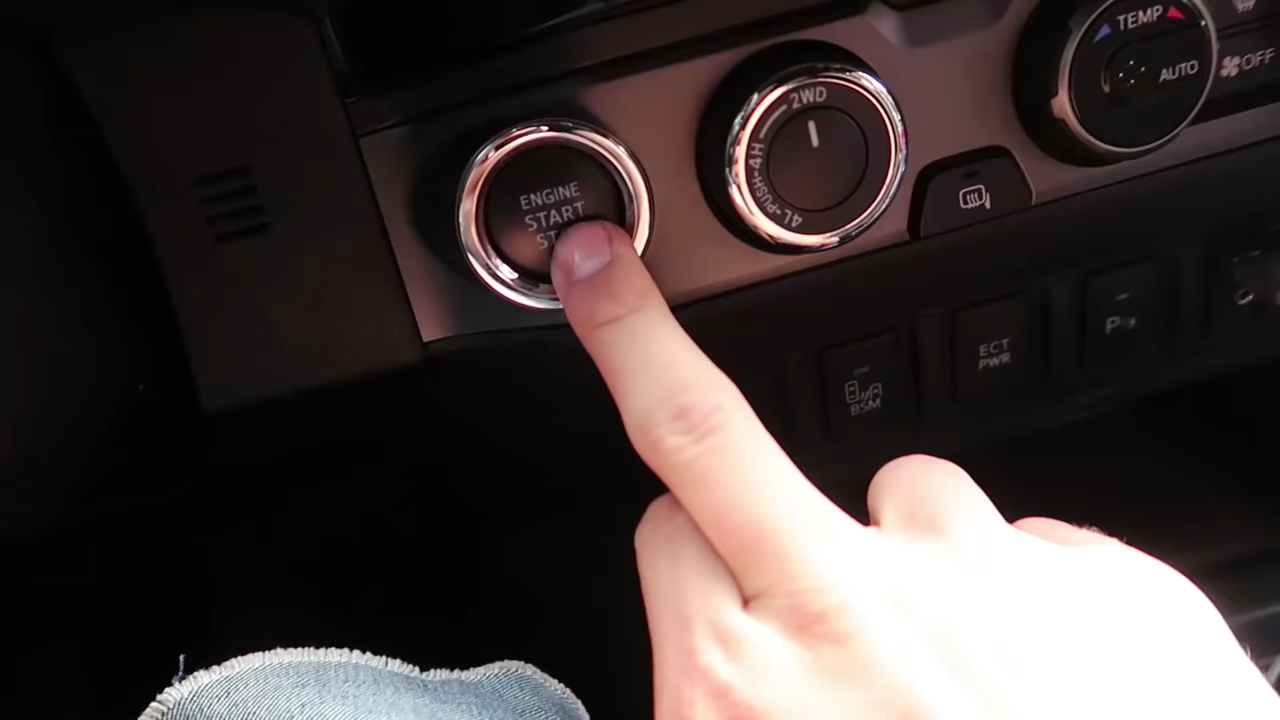 ENGINE
START
2WD
4H
-PUSH-
4L
TEMP
AUTO
OFF
BSM
ECT
PWR
P